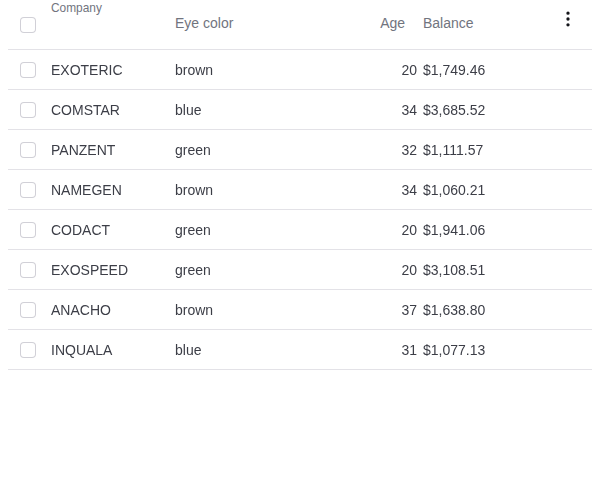 Company Eye color Age Balance
EXOTERIC brown 20 $1,749.46
COMSTAR blue 34 $3,685.52
PANZENT green 32 $1,111.57
NAMEGEN brown 34 $1,060.21
CODACT green 20 $1,941.06
EXOSPEED green 20 $3,108.51
ANACHO brown 37 $1,638.80
INQUALA blue 31 $1,077.13